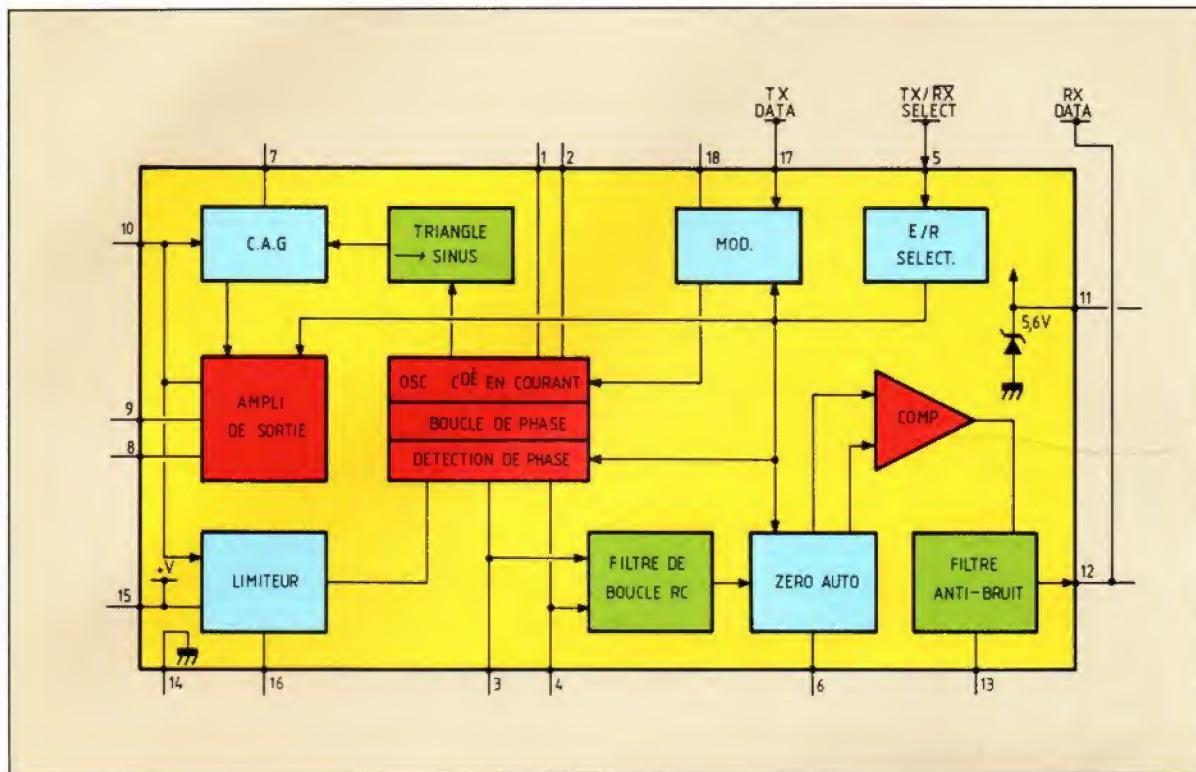 TX DATA
TX/RX SELECT
RX DATA
7
1
2
18
17
5
10
C.A.G
TRIANGLE
→ SINUS
MOD.
E/R
SELECT.
11
5,6V
AMPLI
DE SORTIE
9
8
OSC CDÉ EN COURANT
BOUCLE DE PHASE
DETECTION DE PHASE
COMP
LIMITEUR
+V
15
FILTRE DE
BOUCLE RC
ZERO AUTO
FILTRE
ANTI-BRUIT
12
14
16
3
4
6
13